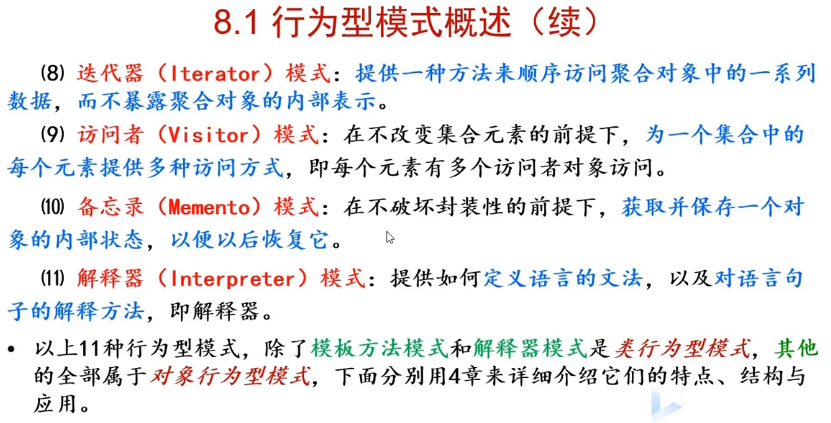 8.1 行为型模式概述（续）
⑻ 迭代器（Iterator）模式：提供一种方法来顺序访问聚合对象中的一系列
数据，而不暴露聚合对象的内部表示。
⑼ 访问者（Visitor）模式：在不改变集合元素的前提下，为一个集合中的
每个元素提供多种访问方式，即每个元素有多个访问者对象访问。
⑽ 备忘录（Memento）模式：在不破坏封装性的前提下，获取并保存一个对
象的内部状态，以便以后恢复它。
⑾ 解释器（Interpreter）模式：提供如何定义语言的文法，以及对语言句
子的解释方法，即解释器。
• 以上11种行为型模式，除了模板方法模式和解释器模式是类行为型模式，其他
的全部属于对象行为型模式，下面分别用4章来详细介绍它们的特点、结构与
应用。